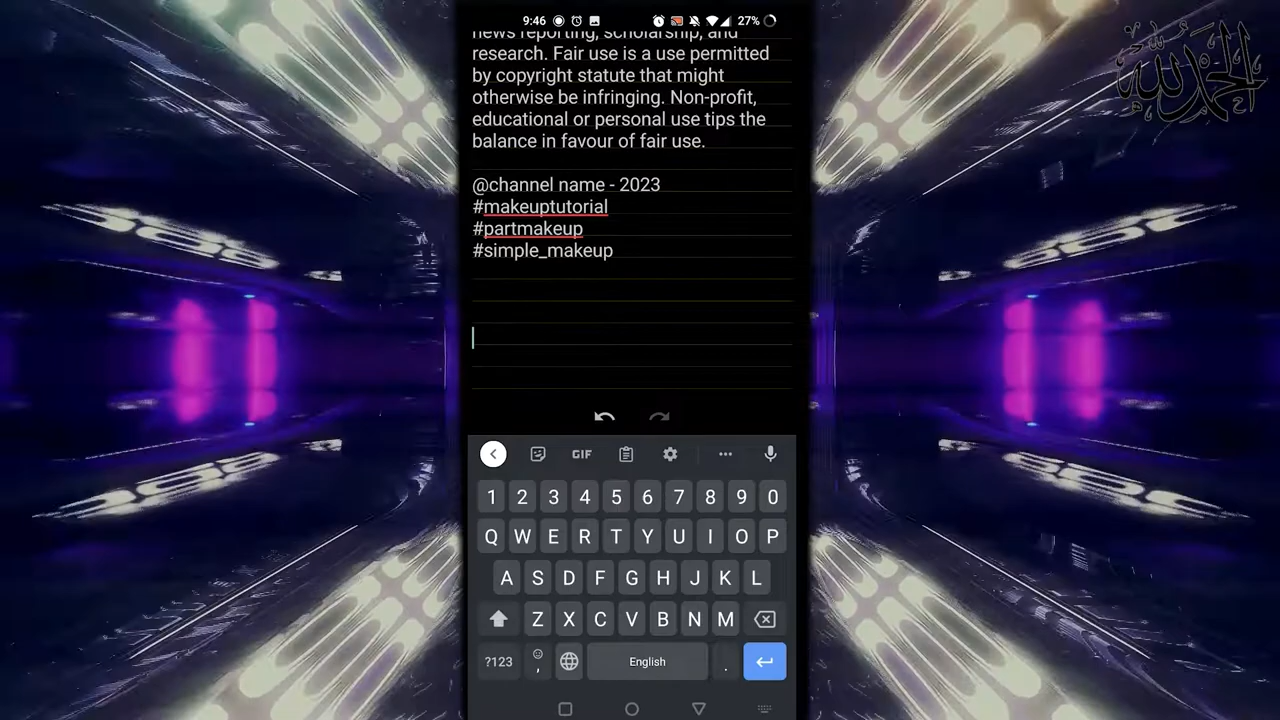 9:46
27%
الحمد لله
news reporting, scholarship, and
research. Fair use is a use permitted
by copyright statute that might
otherwise be infringing. Non-profit,
educational or personal use tips the
balance in favour of fair use.
@channel name - 2023
#makeuptutorial
#partmakeup
#simple_makeup
GIF
1 2 3 4 5 6 7 8 9 0
Q W E R T Y U I O P
A S D F G H J K L
Z X C V B N M
?123 , English .